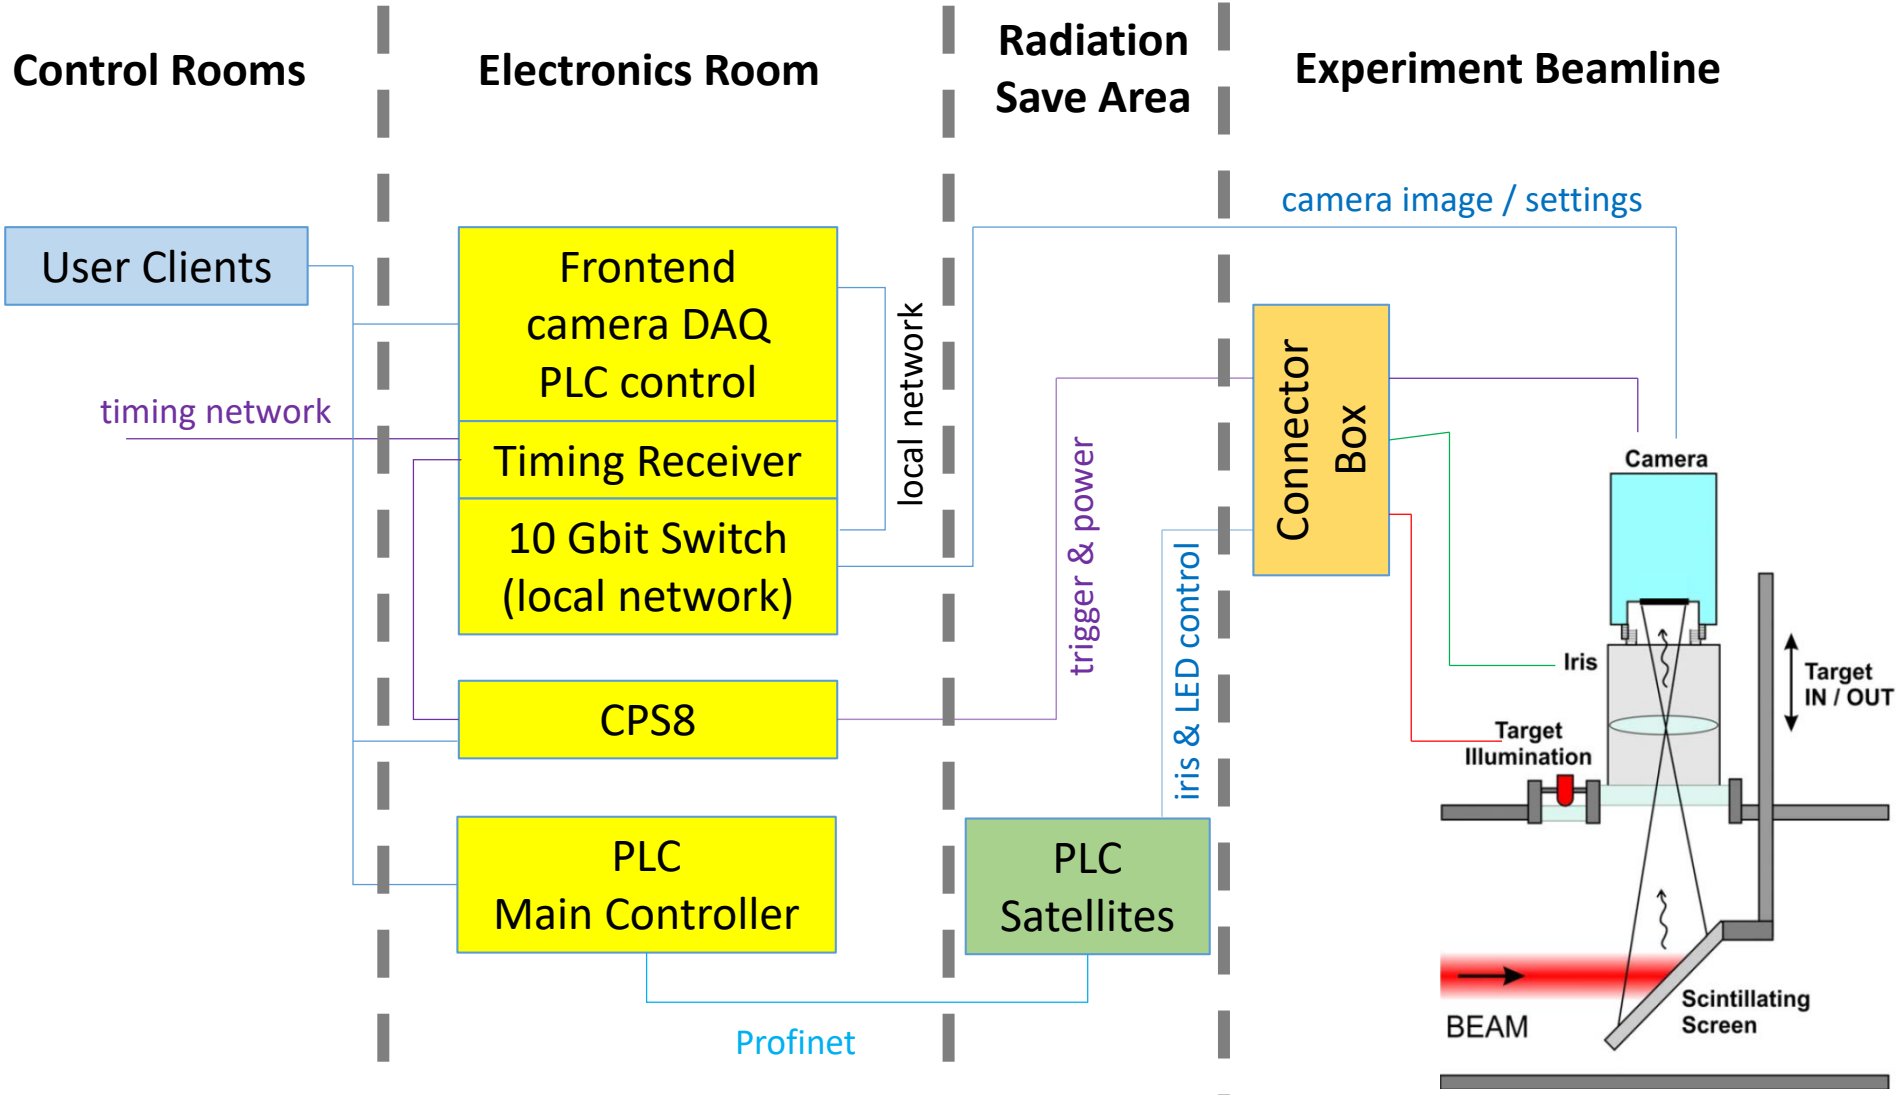 Control Rooms
Electronics Room
Radiation
Save Area
Experiment Beamline
camera image / settings
User Clients
Frontend
camera DAQ
PLC control
local network
timing network
Timing Receiver
10 Gbit Switch
(local network)
trigger & power
iris & LED control
Connector
Box
CPS8
PLC
Main Controller
PLC
Satellites
Profinet
Camera
Iris
Target
IN / OUT
Target
Illumination
BEAM
Scintillating
Screen